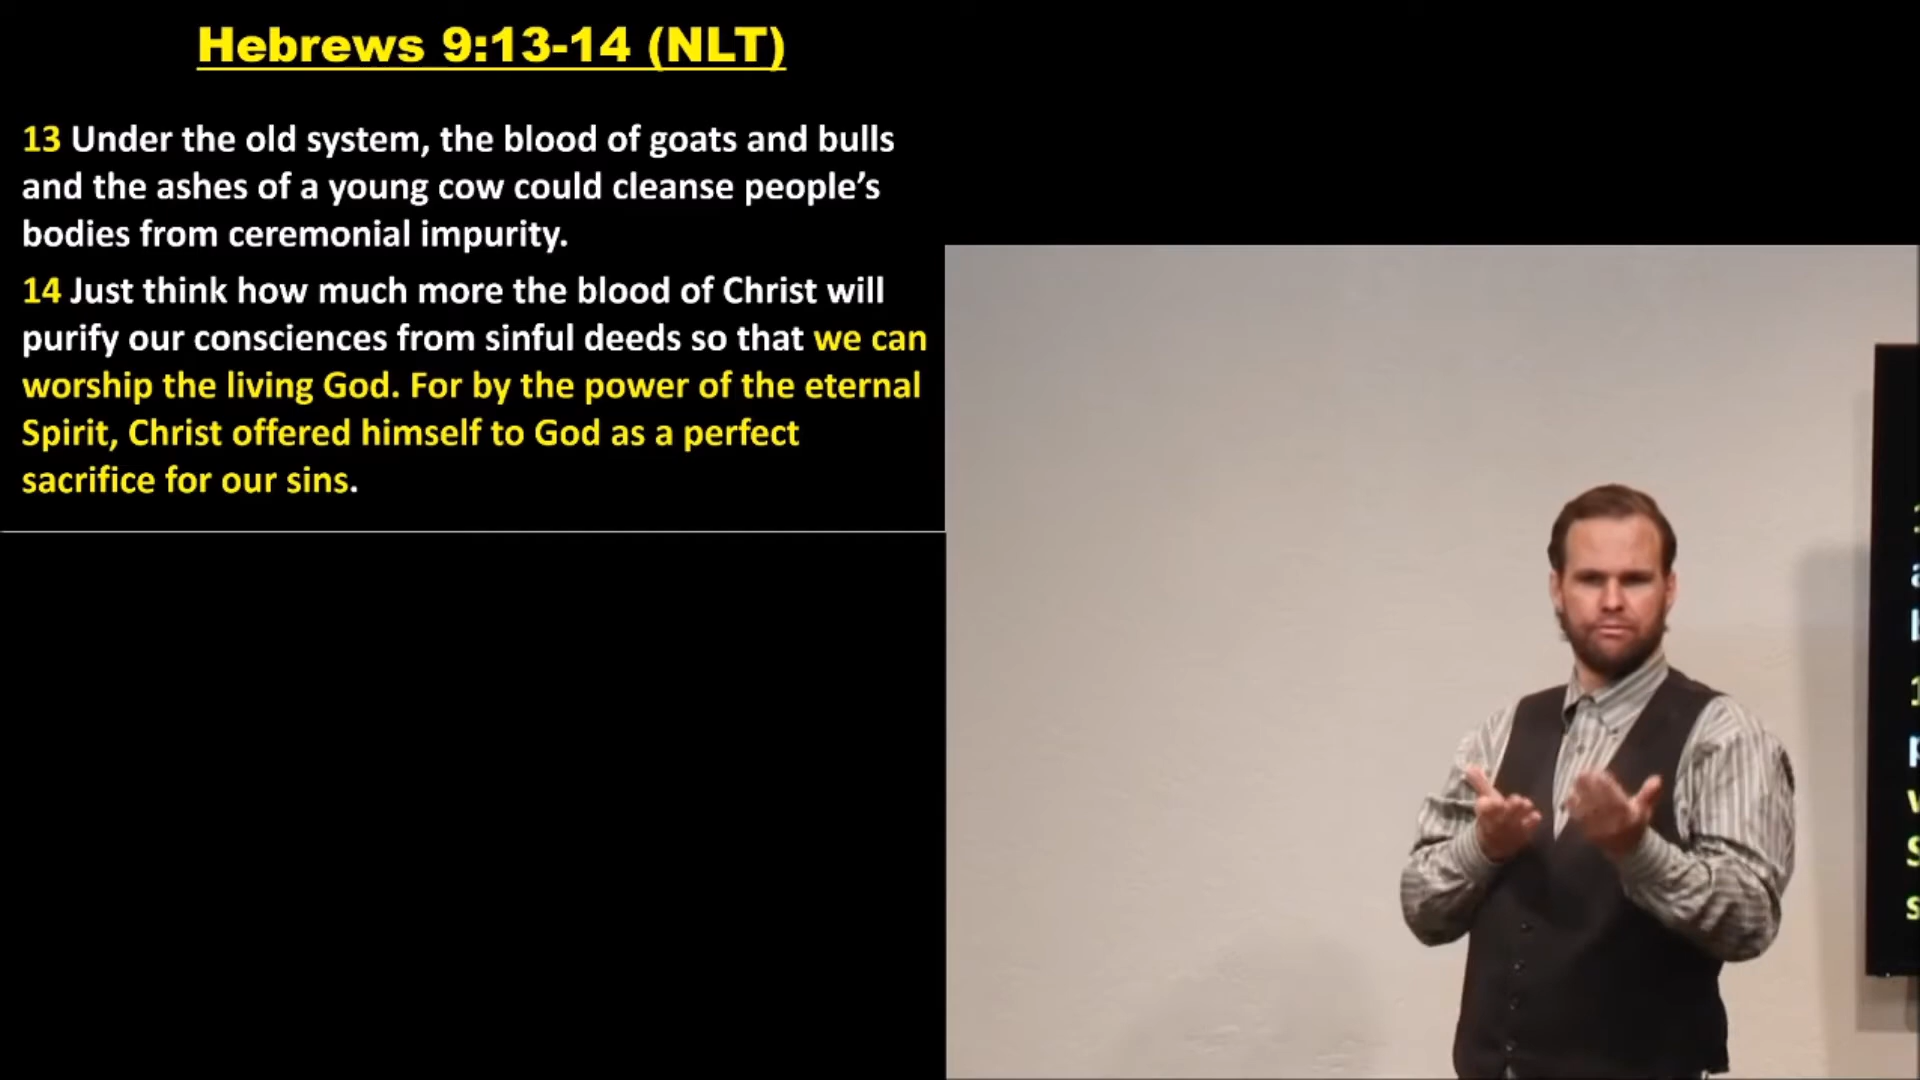 Hebrews 9:13-14 (NLT)
13 Under the old system, the blood of goats and bulls
and the ashes of a young cow could cleanse people’s
bodies from ceremonial impurity.
14 Just think how much more the blood of Christ will
purify our consciences from sinful deeds so that we can
worship the living God. For by the power of the eternal
Spirit, Christ offered himself to God as a perfect
sacrifice for our sins.